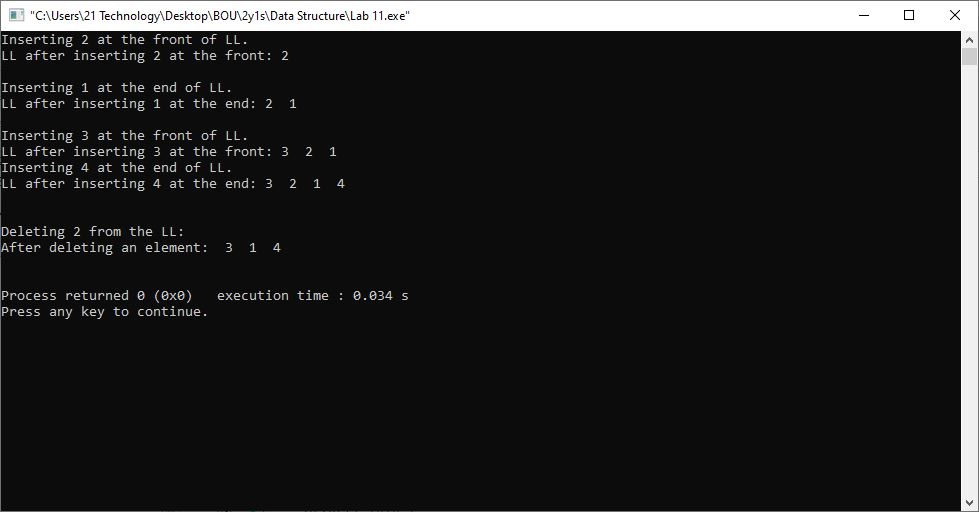 "C:\Users\21 Technology\Desktop\BOU\2y1s\Data Structure\Lab 11.exe"
Inserting 2 at the front of LL.
LL after inserting 2 at the front: 2
Inserting 1 at the end of LL.
LL after inserting 1 at the end: 2  1
Inserting 3 at the front of LL.
LL after inserting 3 at the front: 3  2  1
Inserting 4 at the end of LL.
LL after inserting 4 at the end: 3  2  1  4
Deleting 2 from the LL:
After deleting an element:  3  1  4
Process returned 0 (0x0)   execution time : 0.034 s
Press any key to continue.